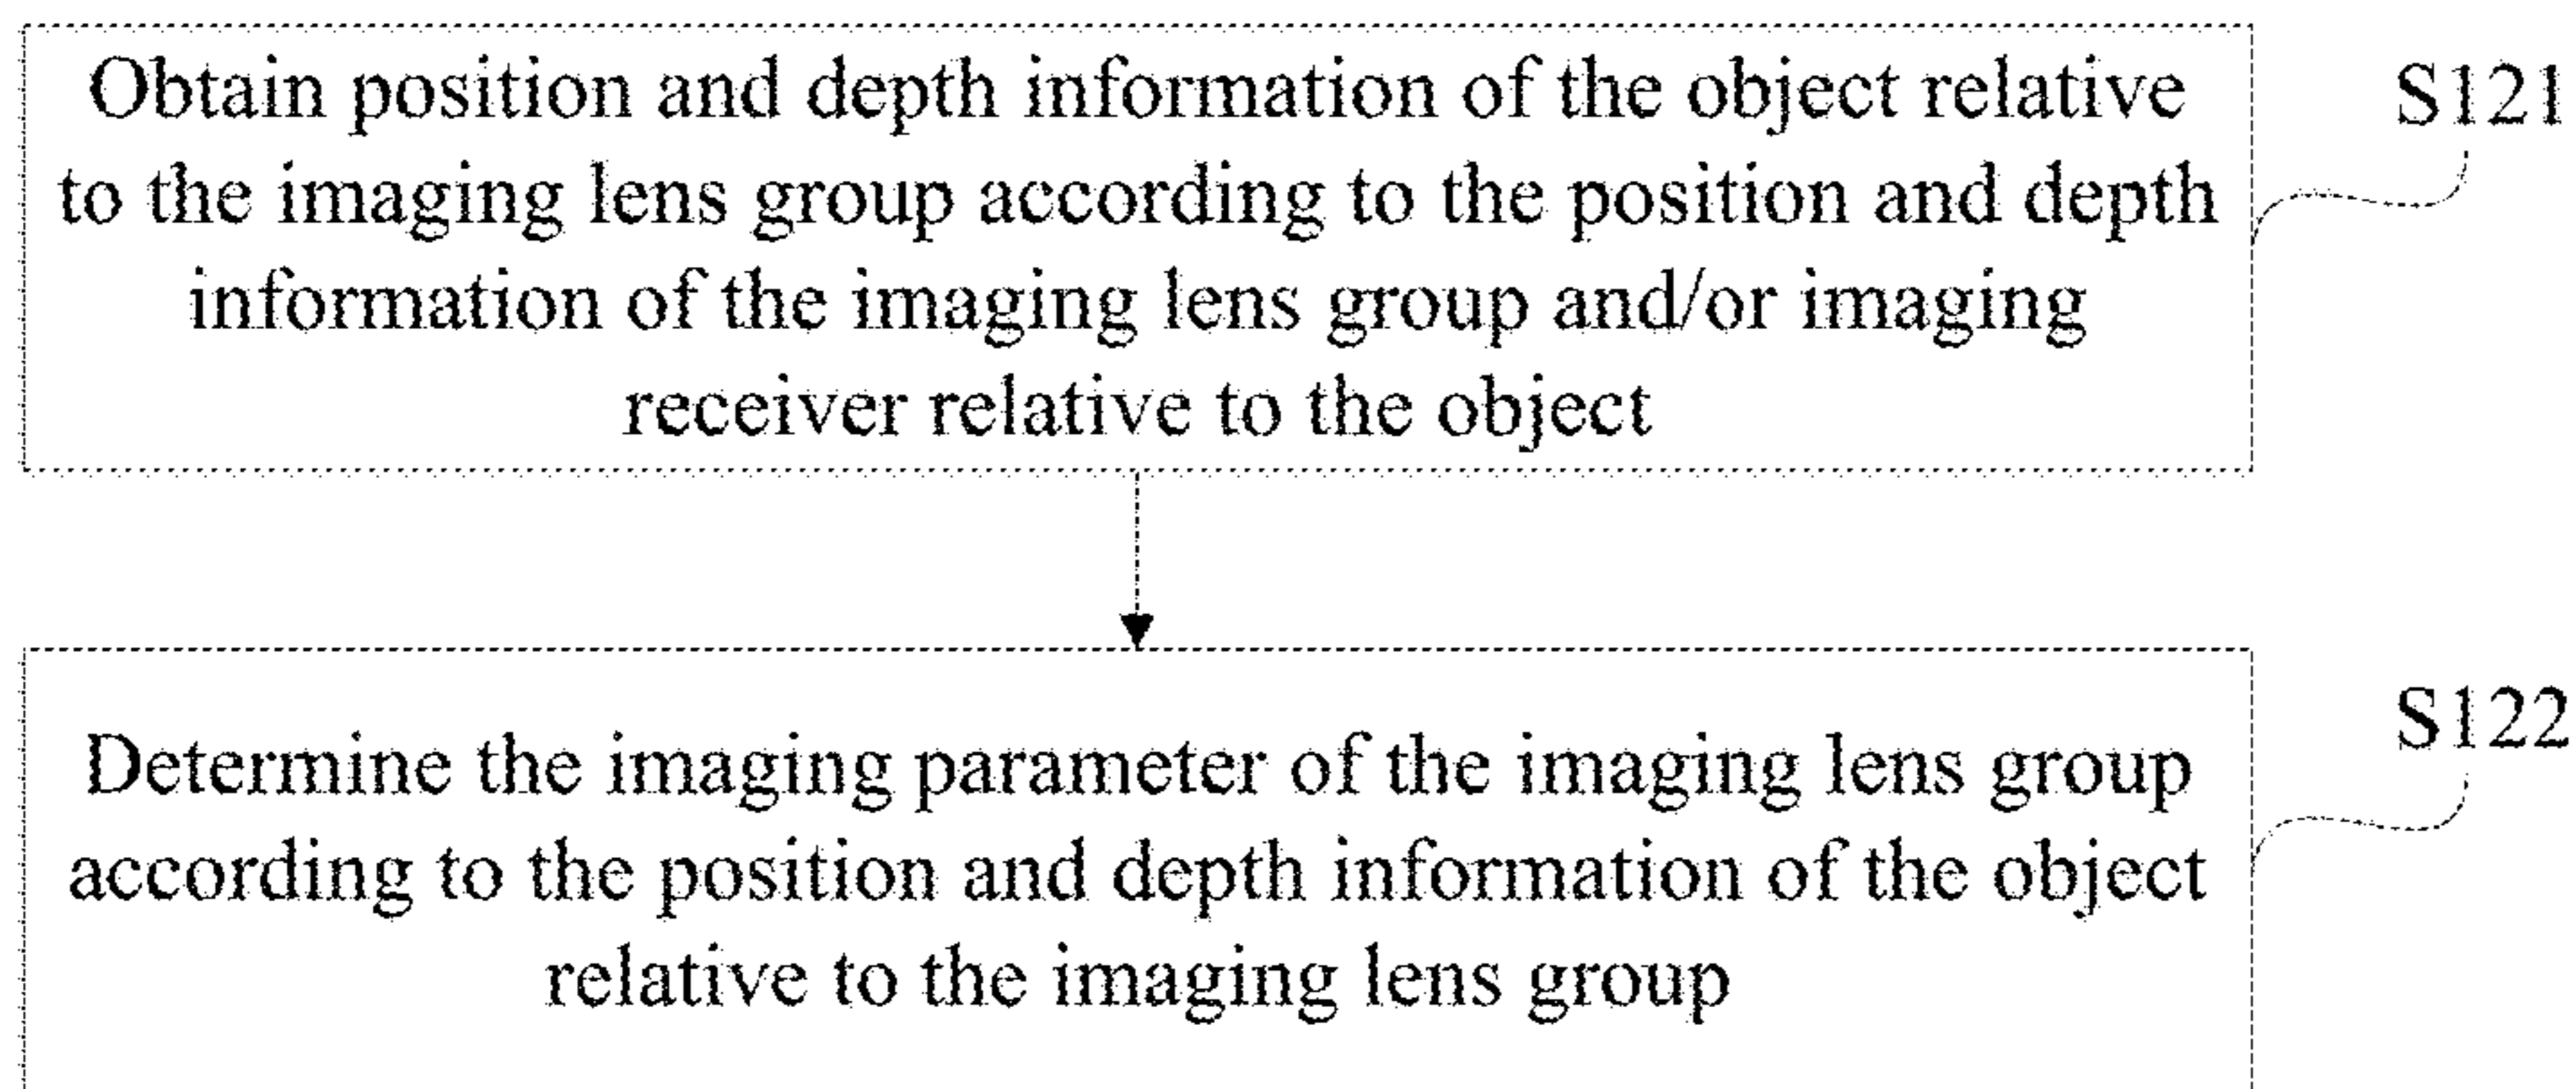 Obtain position and depth information of the object relative
to the imaging lens group according to the position and depth
information of the imaging lens group and/or imaging
receiver relative to the object
S121
Determine the imaging parameter of the imaging lens group
according to the position and depth information of the object
relative to the imaging lens group
S122